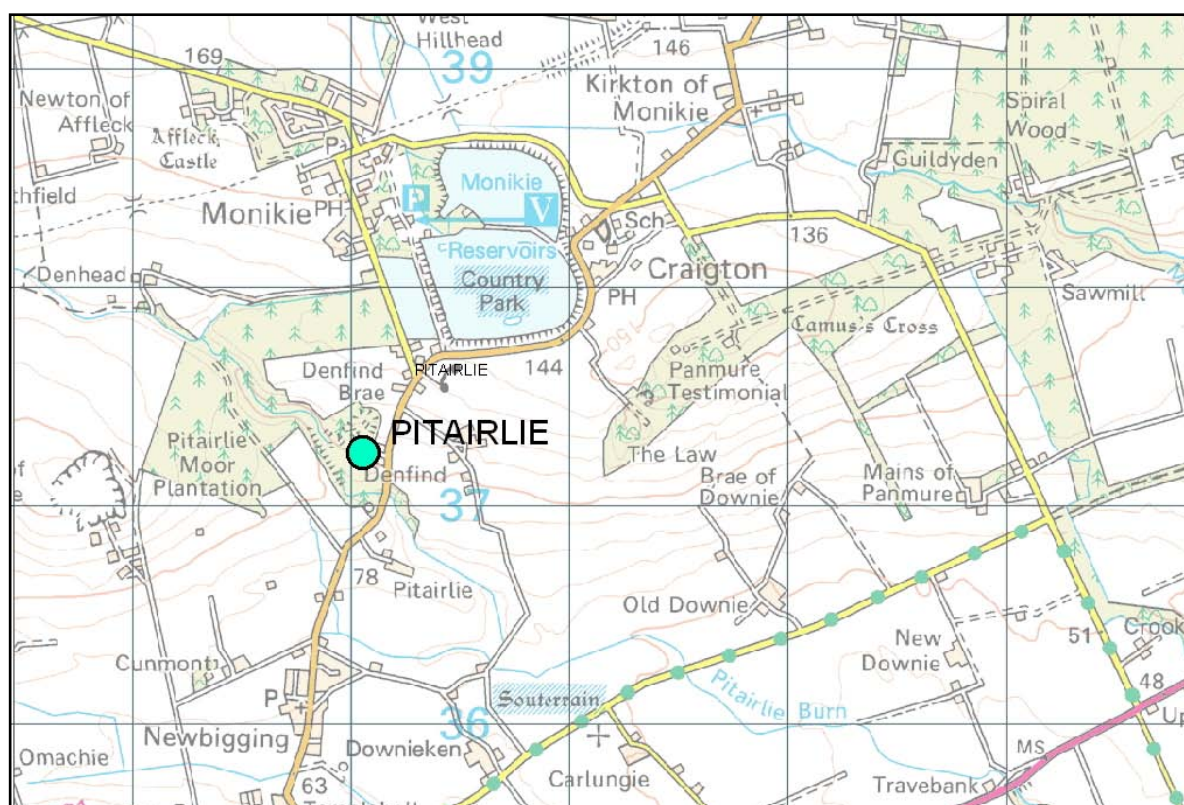 West
Hillhead
169
39
146
Newton of
Affleck
Kirkton of
Monikie
Spiral
Wood
Affleck
Castle
P
Guildyden
thfield
Monikie
P
V
Monikie
PH
Sch
136
Reservoirs
Denhead
Country
Park
Craigton
PH
Sawmill
150
Camus's Cross
Denfind
Brae
PITAIRLIE
144
Panmure
Testimonial
PITAIRLIE
Pitairlie
Moor
Plantation
Denfind
The Law
of
Brae of
Downie
Mains of
Panmure
37
78
Pitairlie
Old Downie
New
Downie
51
Crook
Cunmont
48
P
Souterrain
Pitairlie Burn
36
Up
Newbigging
Downieken
MS
Omachie
Carlungie
Travebank
63